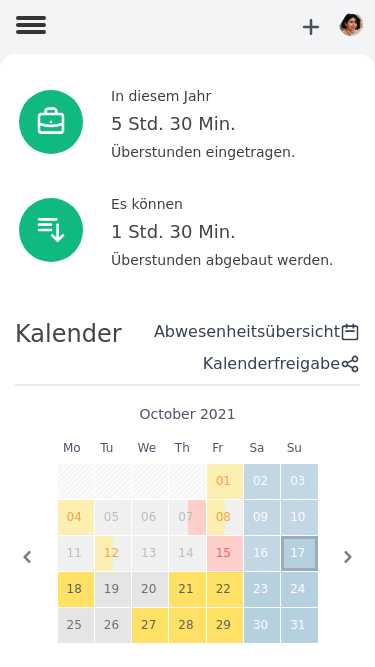 In diesem Jahr
5 Std. 30 Min.
Überstunden eingetragen.
Es können
1 Std. 30 Min.
Überstunden abgebaut werden.
Kalender
Abwesenheitsübersicht
Kalenderfreigabe
October 2021
Mo Tu We Th Fr Sa Su
01 02 03
04 05 06 07 08 09 10
11 12 13 14 15 16 17
18 19 20 21 22 23 24
25 26 27 28 29 30 31